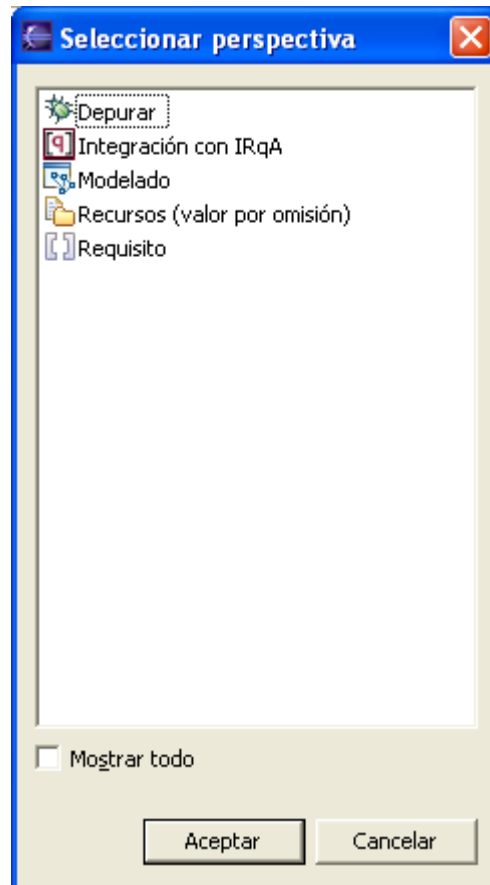 Seleccionar perspectiva
Depurar
Integración con IRqA
Modelado
Recursos (valor por omisión)
Requisito
Mostrar todo
Aceptar
Cancelar